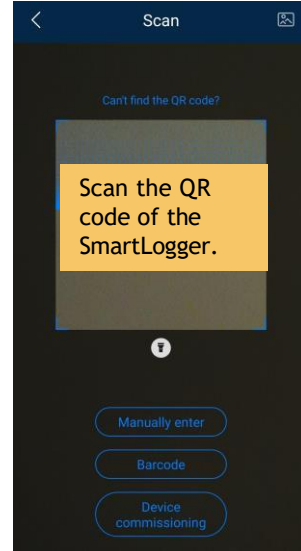 Scan
Can't find the QR code?
Scan the QR
code of the
SmartLogger.
Manually enter
Barcode
Device
commissioning